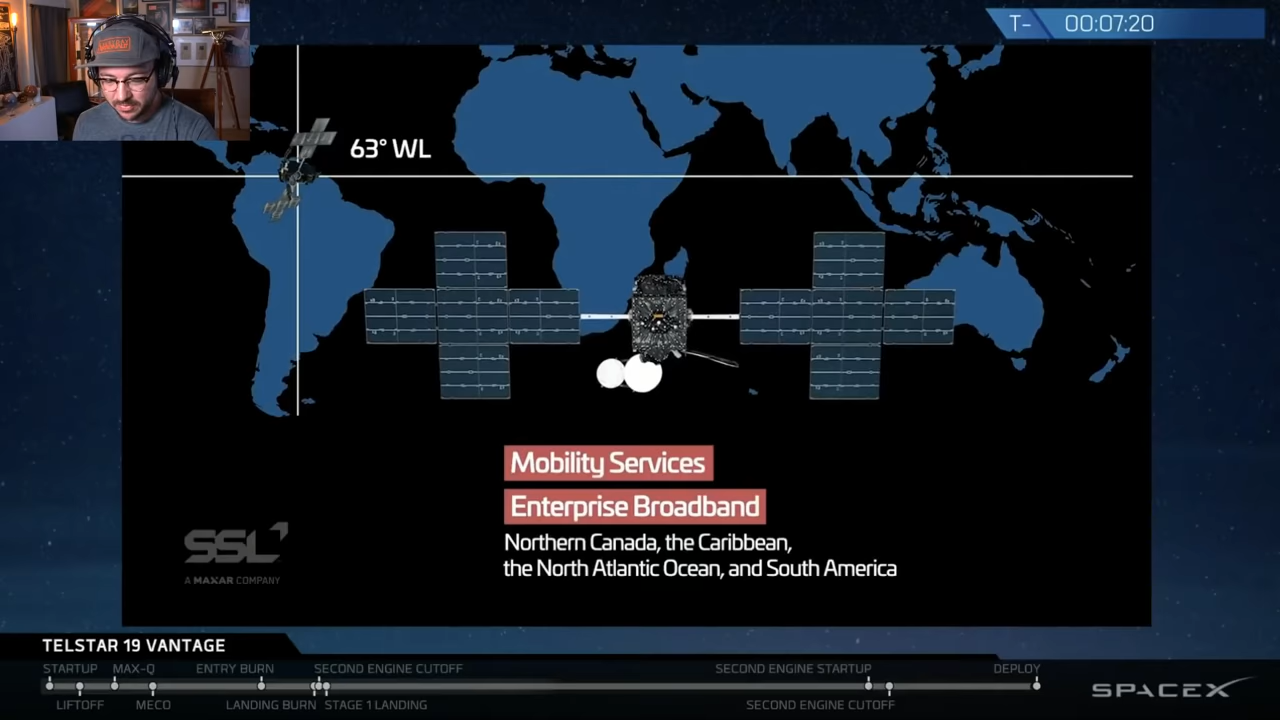 T- 00:07:20
63° WL
Mobility Services
Enterprise Broadband
Northern Canada, the Caribbean,
the North Atlantic Ocean, and South America
SSL
A MAXAR COMPANY
TELSTAR 19 VANTAGE
STARTUP MAX-Q ENTRY BURN SECOND ENGINE CUTOFF SECOND ENGINE STARTUP DEPLOY
LIFTOFF MECO LANDING BURN STAGE 1 LANDING SECOND ENGINE CUTOFF
SPACEX